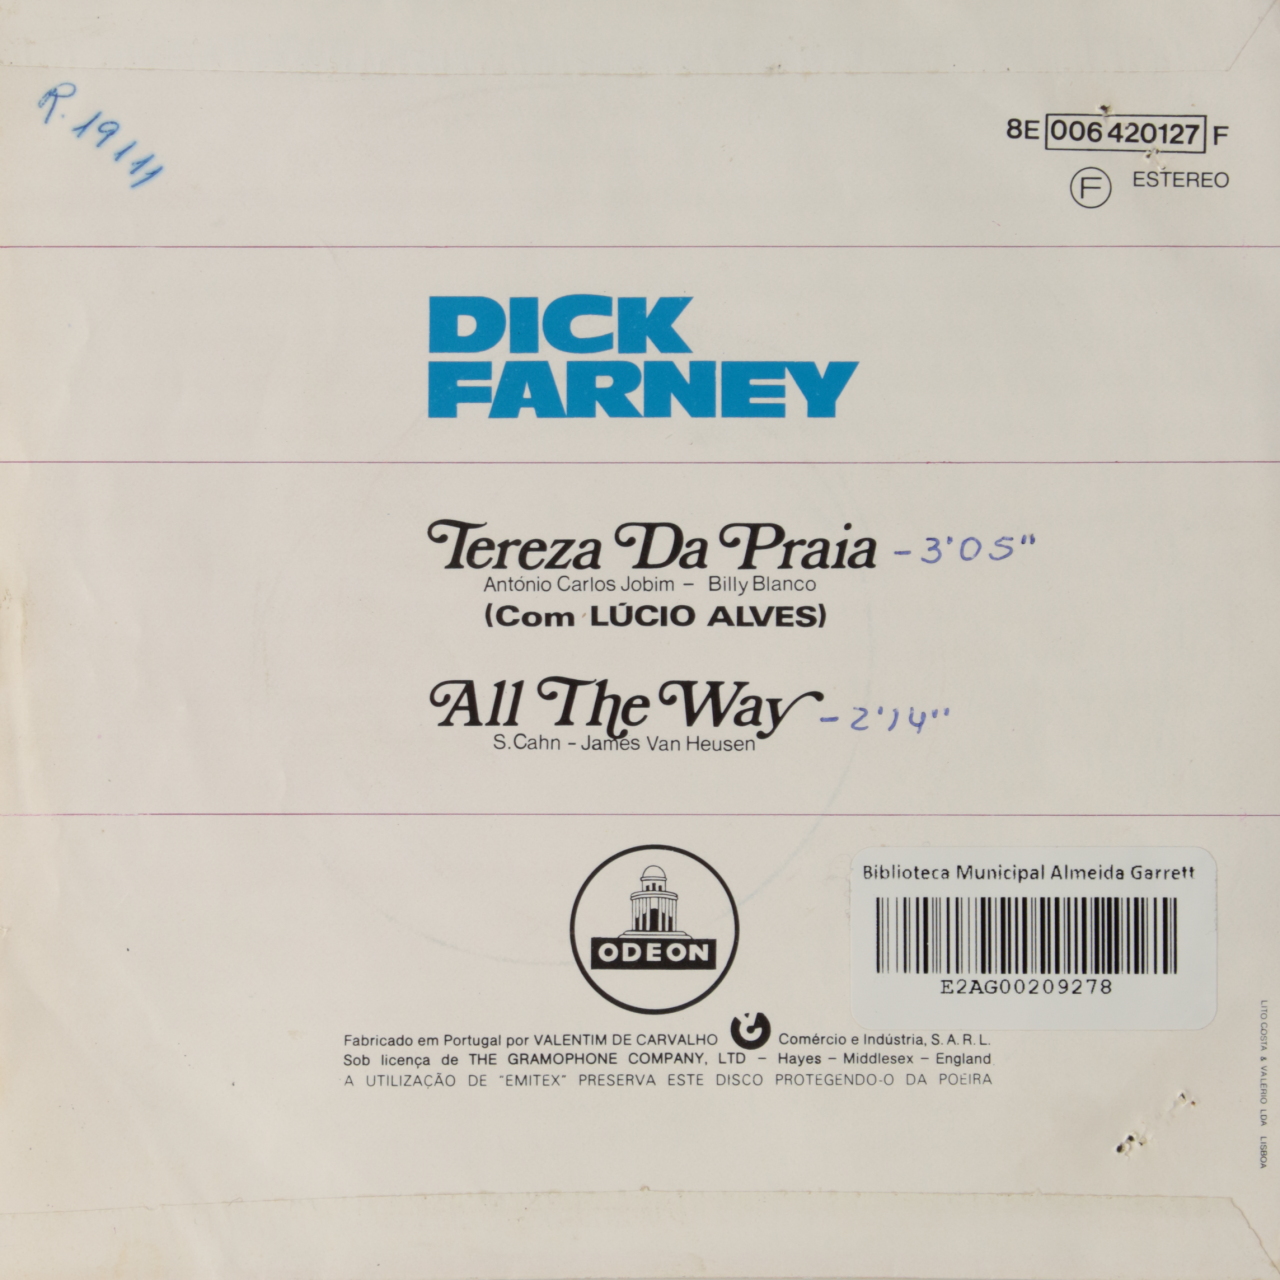 R. 19111
8E 006 420127 F
F ESTEREO
DICK
FARNEY
Tereza Da Praia - 3'05"
António Carlos Jobim – Billy Blanco
(Com LÚCIO ALVES)
All The Way - 2'14"
S. Cahn – James Van Heusen
ODEON
Biblioteca Municipal Almeida Garrett
E2AG00209278
Fabricado em Portugal por VALENTIM DE CARVALHO Comércio e Indústria, S. A. R. L.
Sob licença de THE GRAMOPHONE COMPANY, LTD – Hayes – Middlesex – England
A UTILIZAÇÃO DE "EMITEX" PRESERVA ESTE DISCO PROTEGENDO-O DA POEIRA
LITO COSTA & VALERIO LDA LISBOA